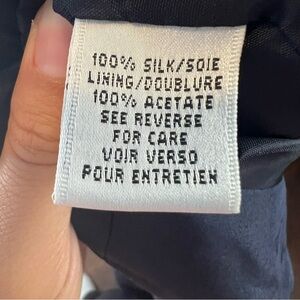 100% SILK/SOIE
LINING/DOUBLURE
100% ACETATE
SEE REVERSE
FOR CARE
VOIR VERSO
POUR ENTRETIEN